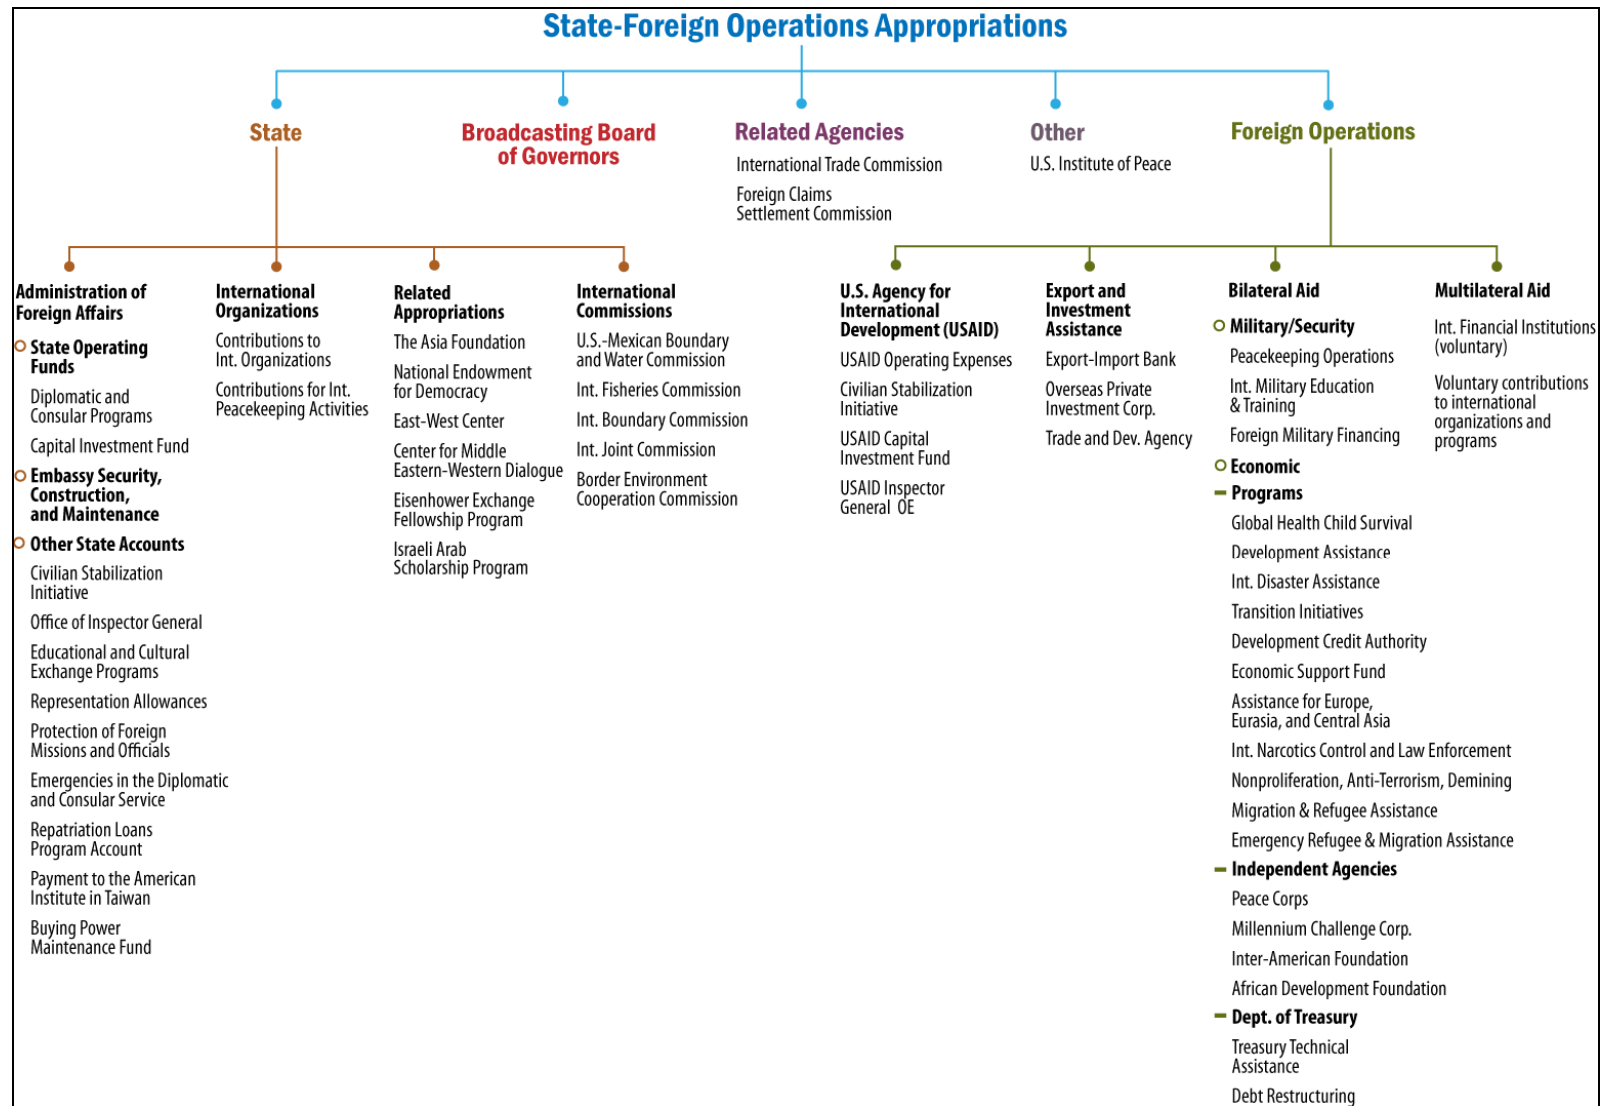 State-Foreign Operations Appropriations
State
Broadcasting Board
of Governors
Related Agencies
International Trade Commission
Foreign Claims
Settlement Commission
Other
U.S. Institute of Peace
Foreign Operations
Administration of
Foreign Affairs
State Operating
Funds
Diplomatic and
Consular Programs
Capital Investment Fund
Embassy Security,
Construction,
and Maintenance
Other State Accounts
Civilian Stabilization
Initiative
Office of Inspector General
Educational and Cultural
Exchange Programs
Representation Allowances
Protection of Foreign
Missions and Officials
Emergencies in the Diplomatic
and Consular Service
Repatriation Loans
Program Account
Payment to the American
Institute in Taiwan
Buying Power
Maintenance Fund
International
Organizations
Contributions to
Int. Organizations
Contributions for Int.
Peacekeeping Activities
Related
Appropriations
The Asia Foundation
National Endowment
for Democracy
East-West Center
Center for Middle
Eastern-Western Dialogue
Eisenhower Exchange
Fellowship Program
Israeli Arab
Scholarship Program
International
Commissions
U.S.-Mexican Boundary
and Water Commission
Int. Fisheries Commission
Int. Boundary Commission
Int. Joint Commission
Border Environment
Cooperation Commission
U.S. Agency for
International
Development (USAID)
USAID Operating Expenses
Civilian Stabilization
Initiative
USAID Capital
Investment Fund
USAID Inspector
General OE
Export and
Investment
Assistance
Export-Import Bank
Overseas Private
Investment Corp.
Trade and Dev. Agency
Bilateral Aid
Military/Security
Peacekeeping Operations
Int. Military Education
& Training
Foreign Military Financing
Economic
Programs
Global Health Child Survival
Development Assistance
Int. Disaster Assistance
Transition Initiatives
Development Credit Authority
Economic Support Fund
Assistance for Europe,
Eurasia, and Central Asia
Int. Narcotics Control and Law Enforcement
Nonproliferation, Anti-Terrorism, Demining
Migration & Refugee Assistance
Emergency Refugee & Migration Assistance
Independent Agencies
Peace Corps
Millennium Challenge Corp.
Inter-American Foundation
African Development Foundation
Dept. of Treasury
Treasury Technical
Assistance
Debt Restructuring
Multilateral Aid
Int. Financial Institutions
(voluntary)
Voluntary contributions
to international
organizations and
programs